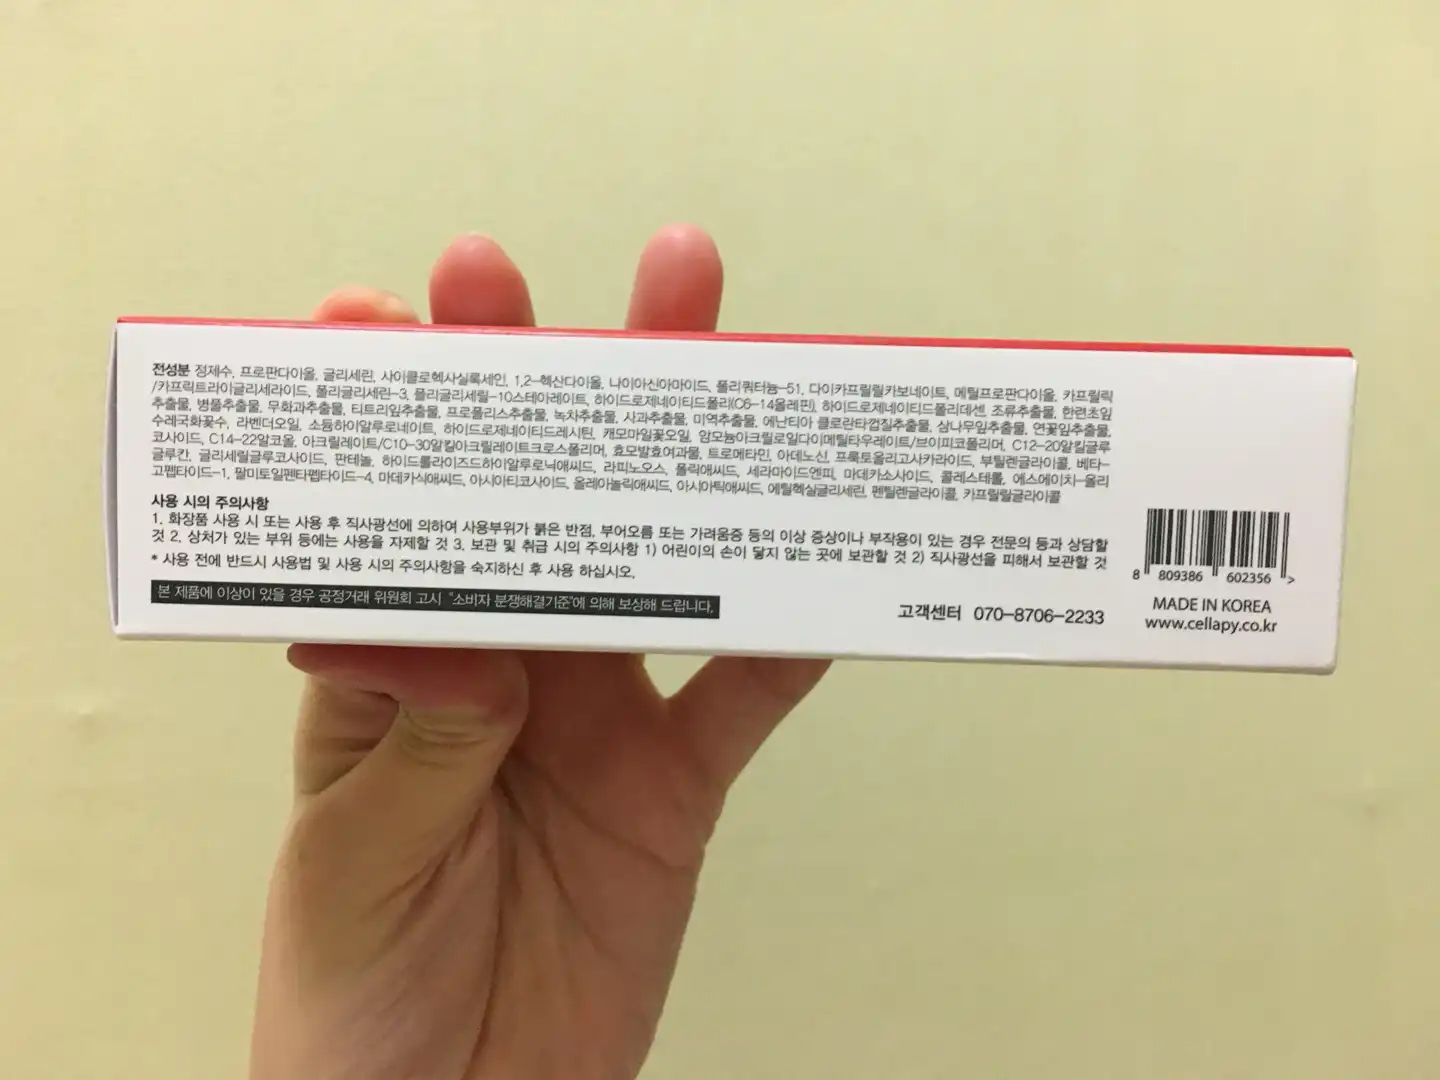 전성분 정제수, 프로판다이올, 글리세린, 사이클로헥사실록세인, 1,2-헥산다이올, 나이아신아마이드, 폴리쿼터늄-51, 다이카프릴릴카보네이트, 메틸프로판다이올, 카프릴릭
/카프릭트라이글리세라이드, 폴리글리세린-3, 폴리글리세릴-10스테아레이트, 하이드로제네이티드폴리(C6-14올레핀), 하이드로제네이티드폴리데센, 조류추출물, 한련초잎
추출물, 병풀추출물, 무화과추출물, 티트리잎추출물, 프로폴리스추출물, 녹차추출물, 사과추출물, 미역추출물, 에난티아 클로란타껍질추출물, 삼나무잎추출물, 연꽃잎추출물,
수레국화꽃수, 라벤더오일, 소듐하이알루로네이트, 하이드로제네이티드레시틴, 캐모마일꽃오일, 암모늄아크릴로일다이메틸타우레이트/브이피코폴리머, C12-20알킬글루
코사이드, C14-22알코올, 아크릴레이트/C10-30알킬아크릴레이트크로스폴리머, 효모발효여과물, 트로메타민, 아데노신, 프룩토올리고사카라이드, 부틸렌글라이콜, 베타-
글루칸, 글리세릴글루코사이드, 판테놀, 하이드롤라이즈드하이알루로닉애씨드, 라피노오스, 폴릭애씨드, 세라마이드엔피, 마데카소사이드, 콜레스테롤, 에스에이치-올리
고펩타이드-1, 팔미토일펜타펩타이드-4, 마데카식애씨드, 아시아티코사이드, 올레아놀릭애씨드, 아시아틱애씨드, 에틸헥실글리세린, 펜틸렌글라이콜, 카프릴릴글라이콜
사용 시의 주의사항
1. 화장품 사용 시 또는 사용 후 직사광선에 의하여 사용부위가 붉은 반점, 부어오름 또는 가려움증 등의 이상 증상이나 부작용이 있는 경우 전문의 등과 상담할
것 2. 상처가 있는 부위 등에는 사용을 자제할 것 3. 보관 및 취급 시의 주의사항 1) 어린이의 손이 닿지 않는 곳에 보관할 것 2) 직사광선을 피해서 보관할 것
* 사용 전에 반드시 사용법 및 사용 시의 주의사항을 숙지하신 후 사용 하십시오.
본 제품에 이상이 있을 경우 공정거래 위원회 고시 "소비자 분쟁해결기준"에 의해 보상해 드립니다.
고객센터 070-8706-2233
8 809386 602356 >
MADE IN KOREA
www.cellapy.co.kr